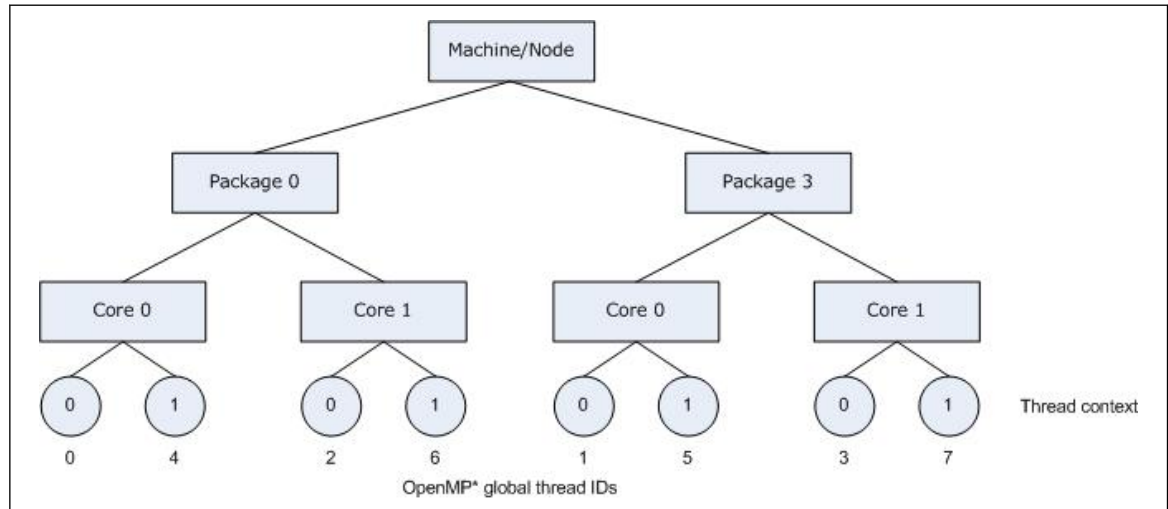 Machine/Node
Package 0 Package 3
Core 0 Core 1 Core 0 Core 1
0 1 0 1 0 1 0 1 Thread context
0 4 2 6 1 5 3 7
OpenMP* global thread IDs